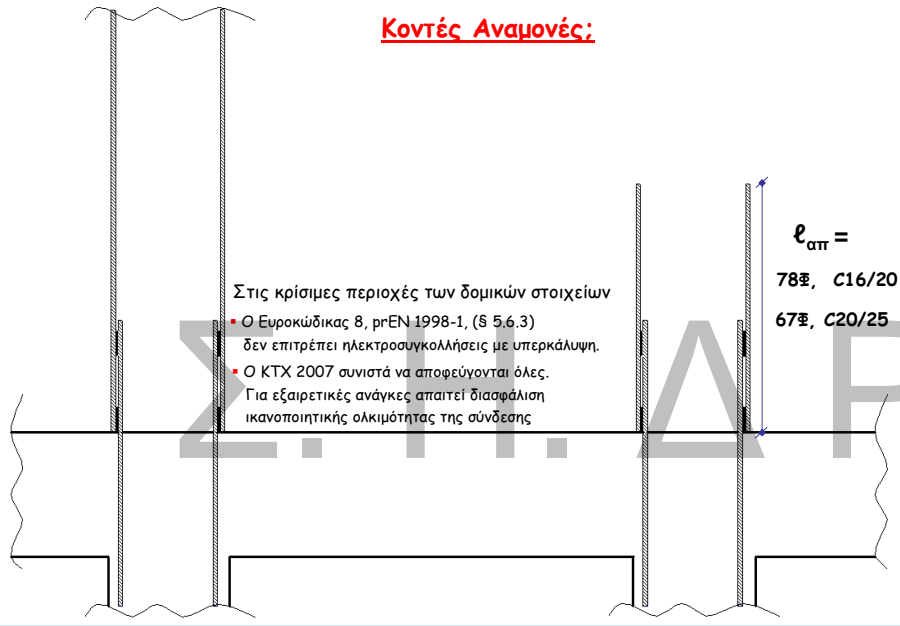 Κοντές Αναμονές;
ℓαπ =
78Φ, C16/20
67Φ, C20/25
Στις κρίσιμες περιοχές των δομικών στοιχείων
▪ Ο Ευρωκώδικας 8, prEN 1998-1, (§ 5.6.3)
δεν επιτρέπει ηλεκτροσυγκολλήσεις με υπερκάλυψη.
▪ Ο ΚΤΧ 2007 συνιστά να αποφεύγονται όλες.
Για εξαιρετικές ανάγκες απαιτεί διασφάλιση
ικανοποιητικής ολκιμότητας της σύνδεσης
Σ. Η. ΔΡ